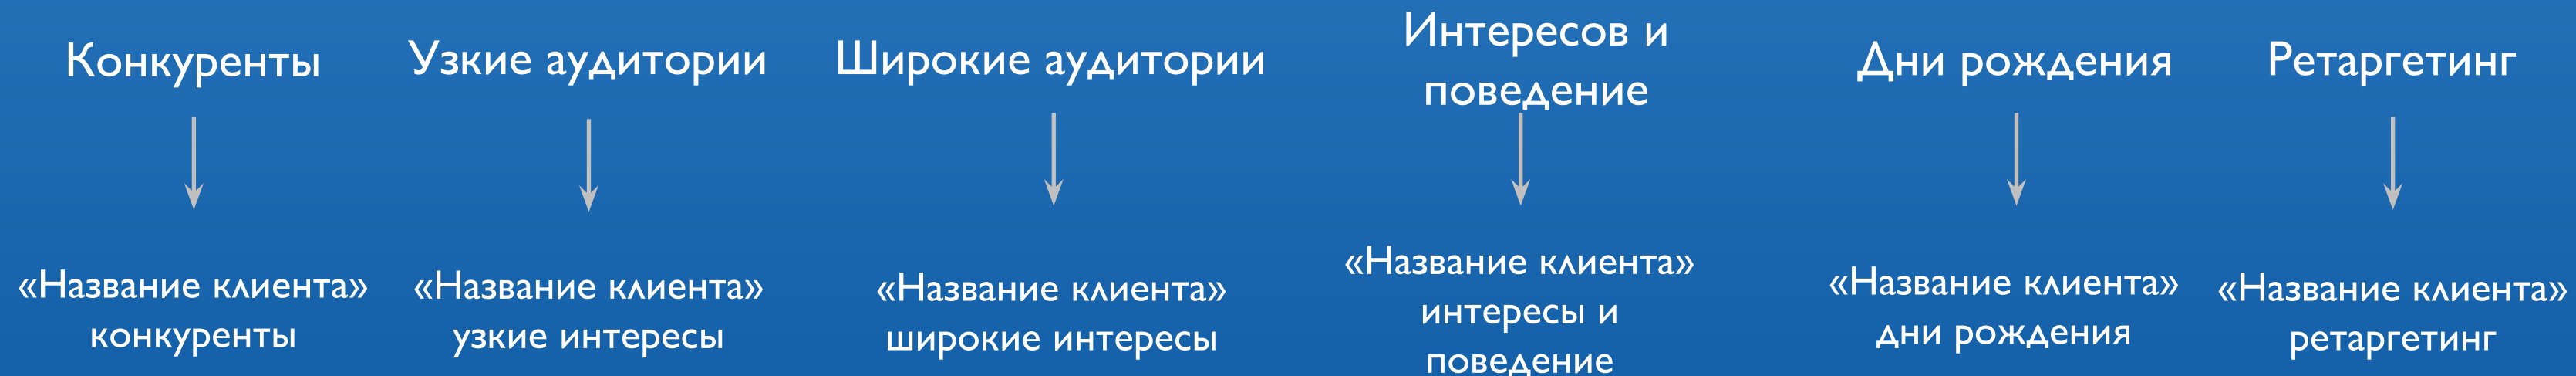 Конкуренты
Узкие аудитории
Широкие аудитории
Интересов и
поведение
Дни рождения
Ретаргетинг
«Название клиента»
конкуренты
«Название клиента»
узкие интересы
«Название клиента»
широкие интересы
«Название клиента»
интересы и
поведение
«Название клиента»
дни рождения
«Название клиента»
ретаргетинг